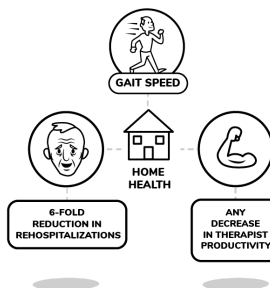 GAIT SPEED
HOME
HEALTH
6-FOLD
REDUCTION IN
REHOSPITALIZATIONS
ANY
DECREASE
IN THERAPIST
PRODUCTIVITY